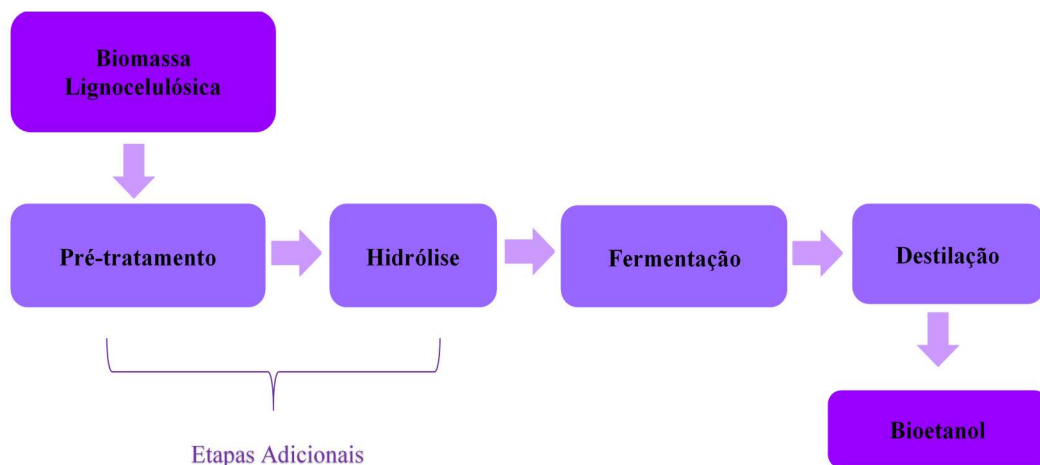 Biomassa
Lignocelulósica
Pré-tratamento
Hidrólise
Fermentação
Destilação
Etapas Adicionais
Bioetanol